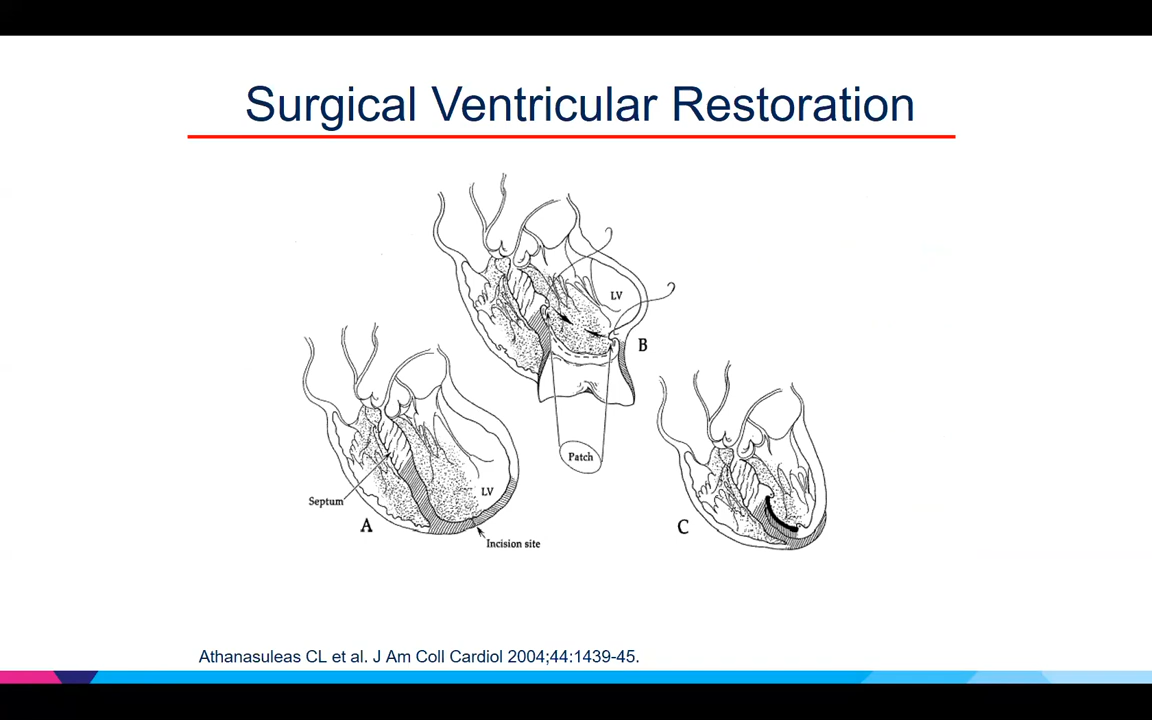 Surgical Ventricular Restoration
LV
B
Patch
Septum
LV
A
Incision site
C
Athanasuleas CL et al. J Am Coll Cardiol 2004;44:1439-45.